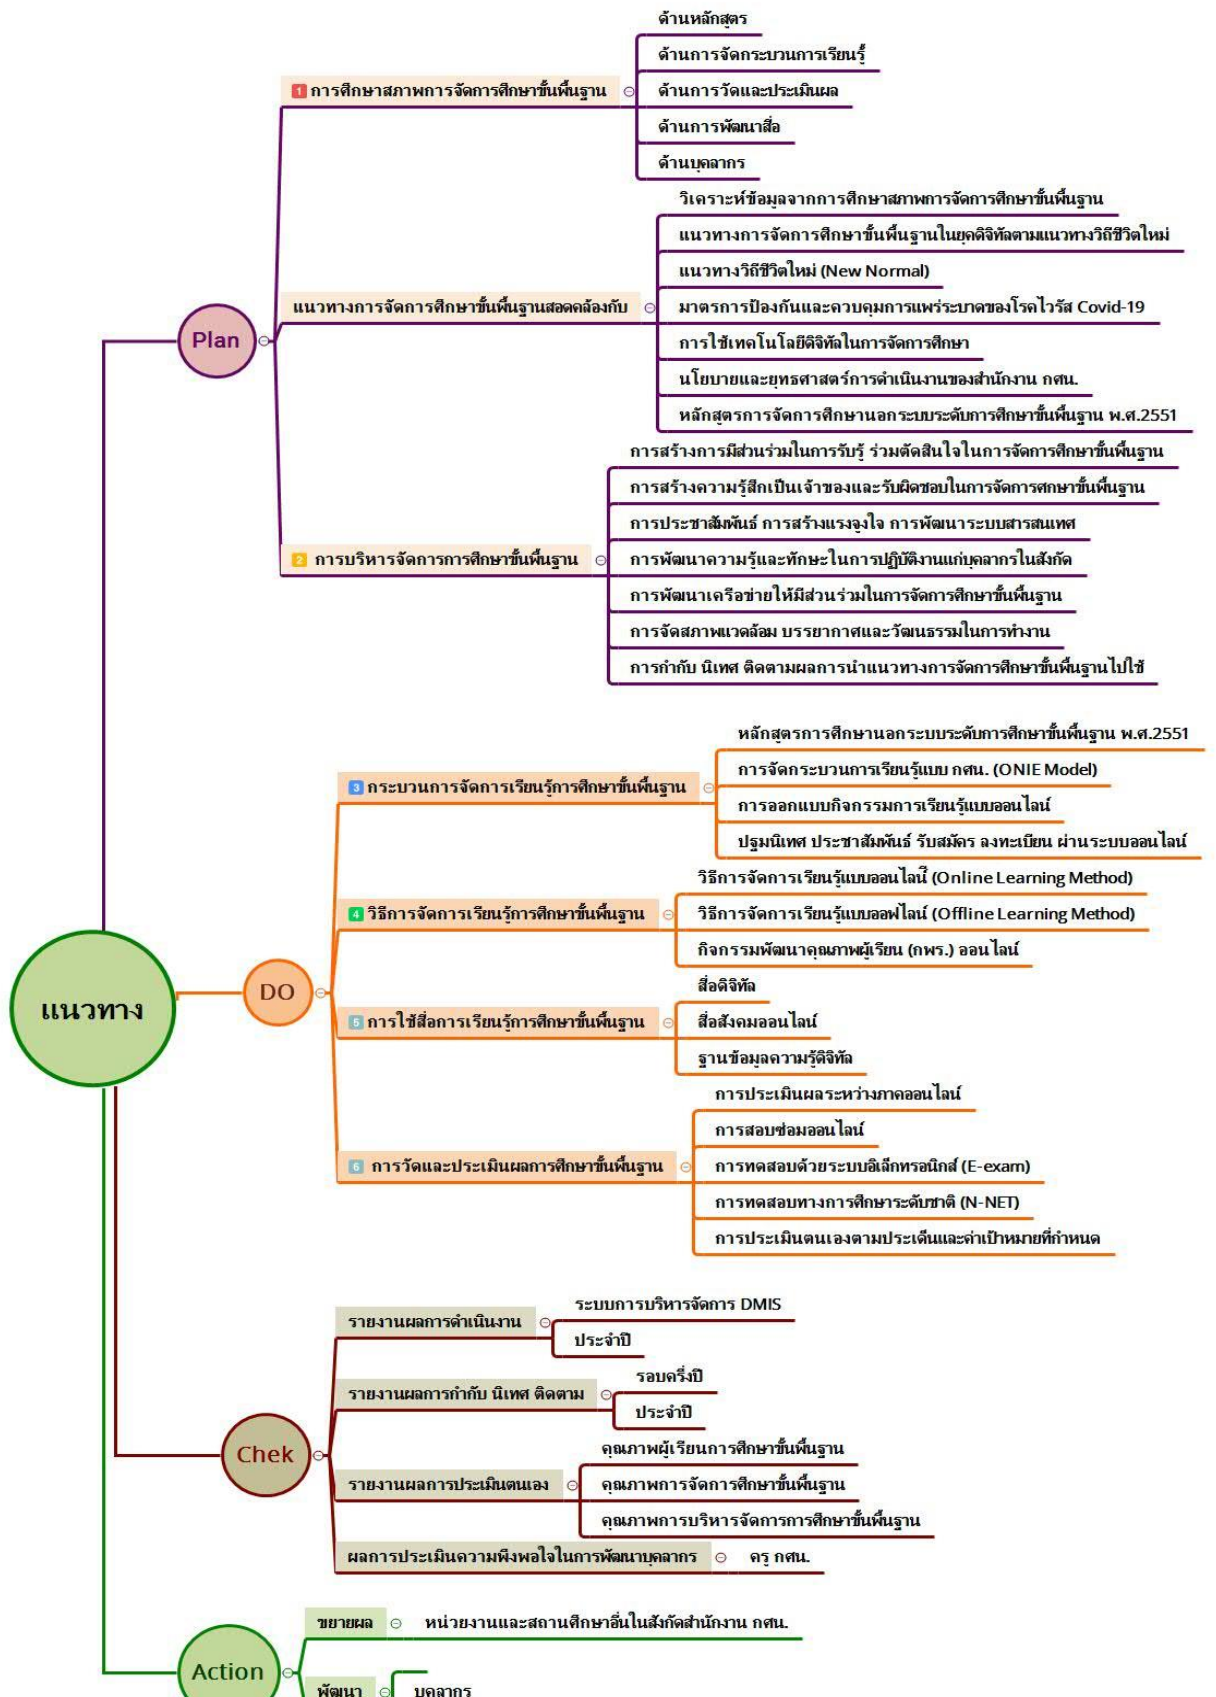 ด้านหลักสูตร
ด้านการจัดกระบวนการเรียนรู้
1 การศึกษาสภาพการจัดการศึกษาขั้นพื้นฐาน
ด้านการวัดและประเมินผล
ด้านการพัฒนาสื่อ
ด้านบุคลากร
วิเคราะห์ข้อมูลจากการศึกษาสภาพการจัดการศึกษาขั้นพื้นฐาน
แนวทางการจัดการศึกษาขั้นพื้นฐานในยุคดิจิทัลตามแนวทางวิถีชีวิตใหม่
แนวทางวิถีชีวิตใหม่ (New Normal)
แนวทางการจัดการศึกษาขั้นพื้นฐานสอดคล้องกับ
มาตรการป้องกันและควบคุมการแพร่ระบาดของโรคไวรัส Covid-19
Plan
การใช้เทคโนโลยีดิจิทัลในการจัดการศึกษา
นโยบายและยุทธศาสตร์การดำเนินงานของสำนักงาน กศน.
หลักสูตรการจัดการศึกษานอกระบบระดับการศึกษาขั้นพื้นฐาน พ.ศ.2551
การสร้างการมีส่วนร่วมในการรับรู้ ร่วมตัดสินใจในการจัดการศึกษาขั้นพื้นฐาน
การสร้างความรู้สึกเป็นเจ้าของและรับผิดชอบในการจัดการศกษาขั้นพื้นฐาน
การประชาสัมพันธ์ การสร้างแรงจูงใจ การพัฒนาระบบสารสนเทศ
2 การบริหารจัดการการศึกษาขั้นพื้นฐาน
การพัฒนาความรู้และทักษะในการปฏิบัติงานแก่บุคลากรในสังกัด
การพัฒนาเครือข่ายให้มีส่วนร่วมในการจัดการศึกษาขั้นพื้นฐาน
การจัดสภาพแวดล้อม บรรยากาศและวัฒนธรรมในการทำงาน
การกำกับ นิเทศ ติดตามผลการนำแนวทางการจัดการศึกษาขั้นพื้นฐานไปใช้
หลักสูตรการศึกษานอกระบบระดับการศึกษาขั้นพื้นฐาน พ.ศ.2551
การจัดกระบวนการเรียนรู้แบบ กศน. (ONIE Model)
3 กระบวนการจัดการเรียนรู้การศึกษาขั้นพื้นฐาน
การออกแบบกิจกรรมการเรียนรู้แบบออนไลน์
ปฐมนิเทศ ประชาสัมพันธ์ รับสมัคร ลงทะเบียน ผ่านระบบออนไลน์
วิธีการจัดการเรียนรู้แบบออนไลน์ (Online Learning Method)
4 วิธีการจัดการเรียนรู้การศึกษาขั้นพื้นฐาน
วิธีการจัดการเรียนรู้แบบออฟไลน์ (Offline Learning Method)
กิจกรรมพัฒนาคุณภาพผู้เรียน (กพร.) ออนไลน์
แนวทาง
DO
สื่อดิจิทัล
5 การใช้สื่อการเรียนรู้การศึกษาขั้นพื้นฐาน
สื่อสังคมออนไลน์
ฐานข้อมูลความรู้ดิจิทัล
การประเมินผลระหว่างภาคออนไลน์
การสอบซ่อมออนไลน์
6 การวัดและประเมินผลการศึกษาขั้นพื้นฐาน
การทดสอบด้วยระบบอิเล็กทรอนิกส์ (E-exam)
การทดสอบทางการศึกษาระดับชาติ (N-NET)
การประเมินตนเองตามประเด็นและค่าเป้าหมายที่กำหนด
ระบบการบริหารจัดการ DMIS
รายงานผลการดำเนินงาน
ประจำปี
รอบครึ่งปี
รายงานผลการกำกับ นิเทศ ติดตาม
ประจำปี
Chek
คุณภาพผู้เรียนการศึกษาขั้นพื้นฐาน
รายงานผลการประเมินตนเอง
คุณภาพการจัดการศึกษาขั้นพื้นฐาน
คุณภาพการบริหารจัดการการศึกษาขั้นพื้นฐาน
ผลการประเมินความพึงพอใจในการพัฒนาบุคลากร
ครู กศน.
ขยายผล
หน่วยงานและสถานศึกษาอื่นในสังกัดสำนักงาน กศน.
Action
พัฒนา
บุคลากร